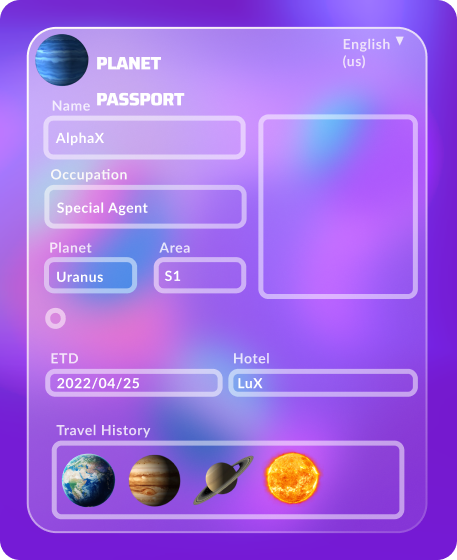 English ▼
(us)
PLANET
PASSPORT
Name
AlphaX
Occupation
Special Agent
Planet
Area
Uranus
S1
ETD
Hotel
2022/04/25
LuX
Travel History